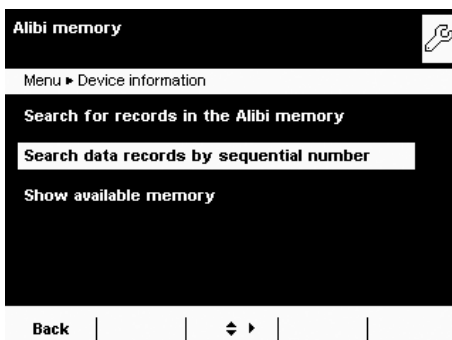 Alibi memory
Menu ▸ Device information
Search for records in the Alibi memory
Search data records by sequential number
Show available memory
Back